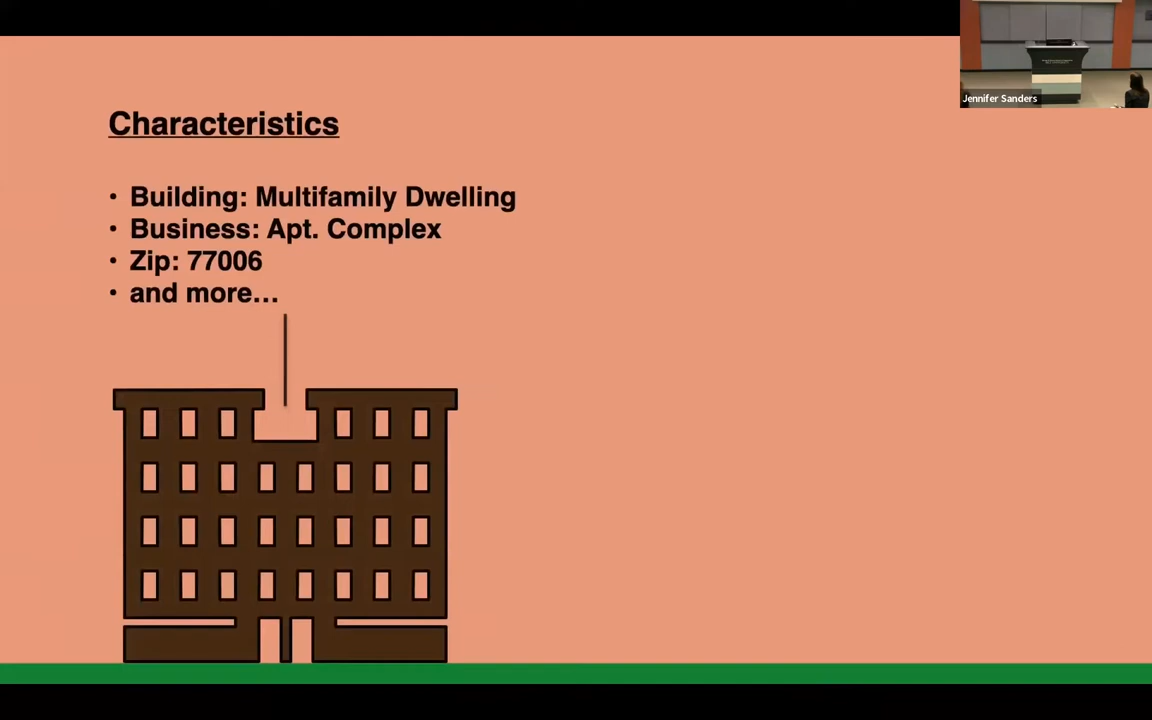 Characteristics
• Building: Multifamily Dwelling
• Business: Apt. Complex
• Zip: 77006
• and more...
Jennifer Sanders